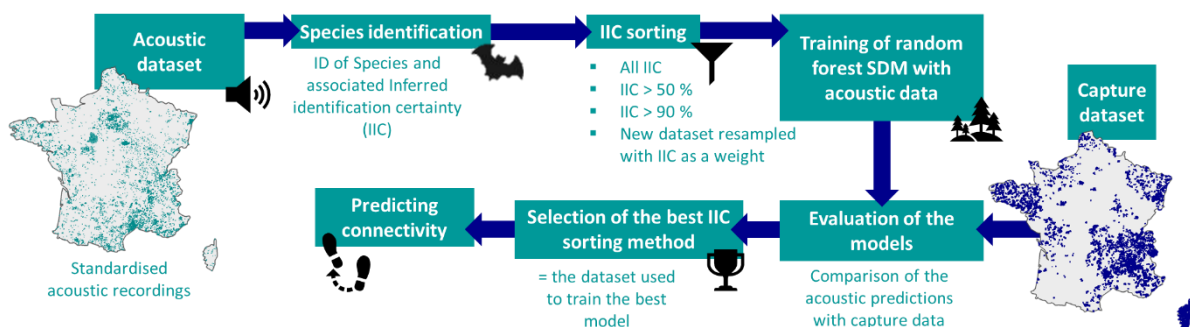 Acoustic
dataset
Standardised
acoustic recordings
Species identification
ID of Species and
associated Inferred
identification certainty
(IIC)
IIC sorting
▪ All IIC
▪ IIC > 50 %
▪ IIC > 90 %
▪ New dataset resampled
with IIC as a weight
Training of random
forest SDM with
acoustic data
Capture
dataset
Evaluation of the
models
Comparison of the
acoustic predictions
with capture data
Selection of the best IIC
sorting method
= the dataset used
to train the best
model
Predicting
connectivity